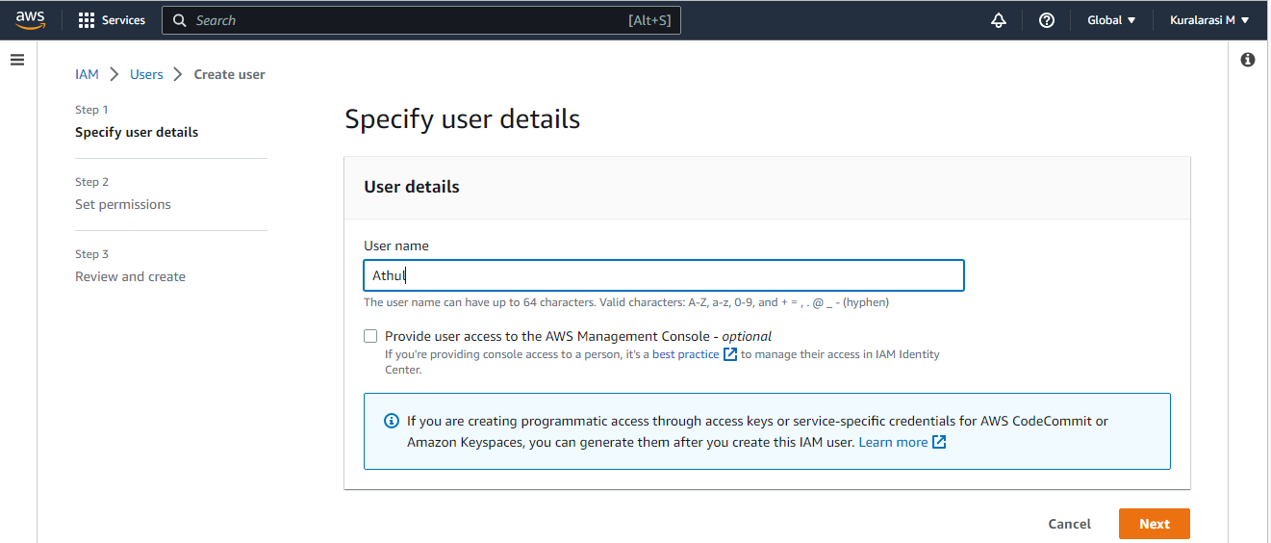 aws
Services
Search
[Alt+S]
Global
Kuralarasi M
IAM
Users
Create user
Step 1
Specify user details
Step 2
Set permissions
Step 3
Review and create
Specify user details
User details
User name
Athul
The user name can have up to 64 characters. Valid characters: A-Z, a-z, 0-9, and + = , . @ _ - (hyphen)
Provide user access to the AWS Management Console - optional
If you're providing console access to a person, it's a best practice to manage their access in IAM Identity
Center.
If you are creating programmatic access through access keys or service-specific credentials for AWS CodeCommit or
Amazon Keyspaces, you can generate them after you create this IAM user. Learn more
Cancel
Next